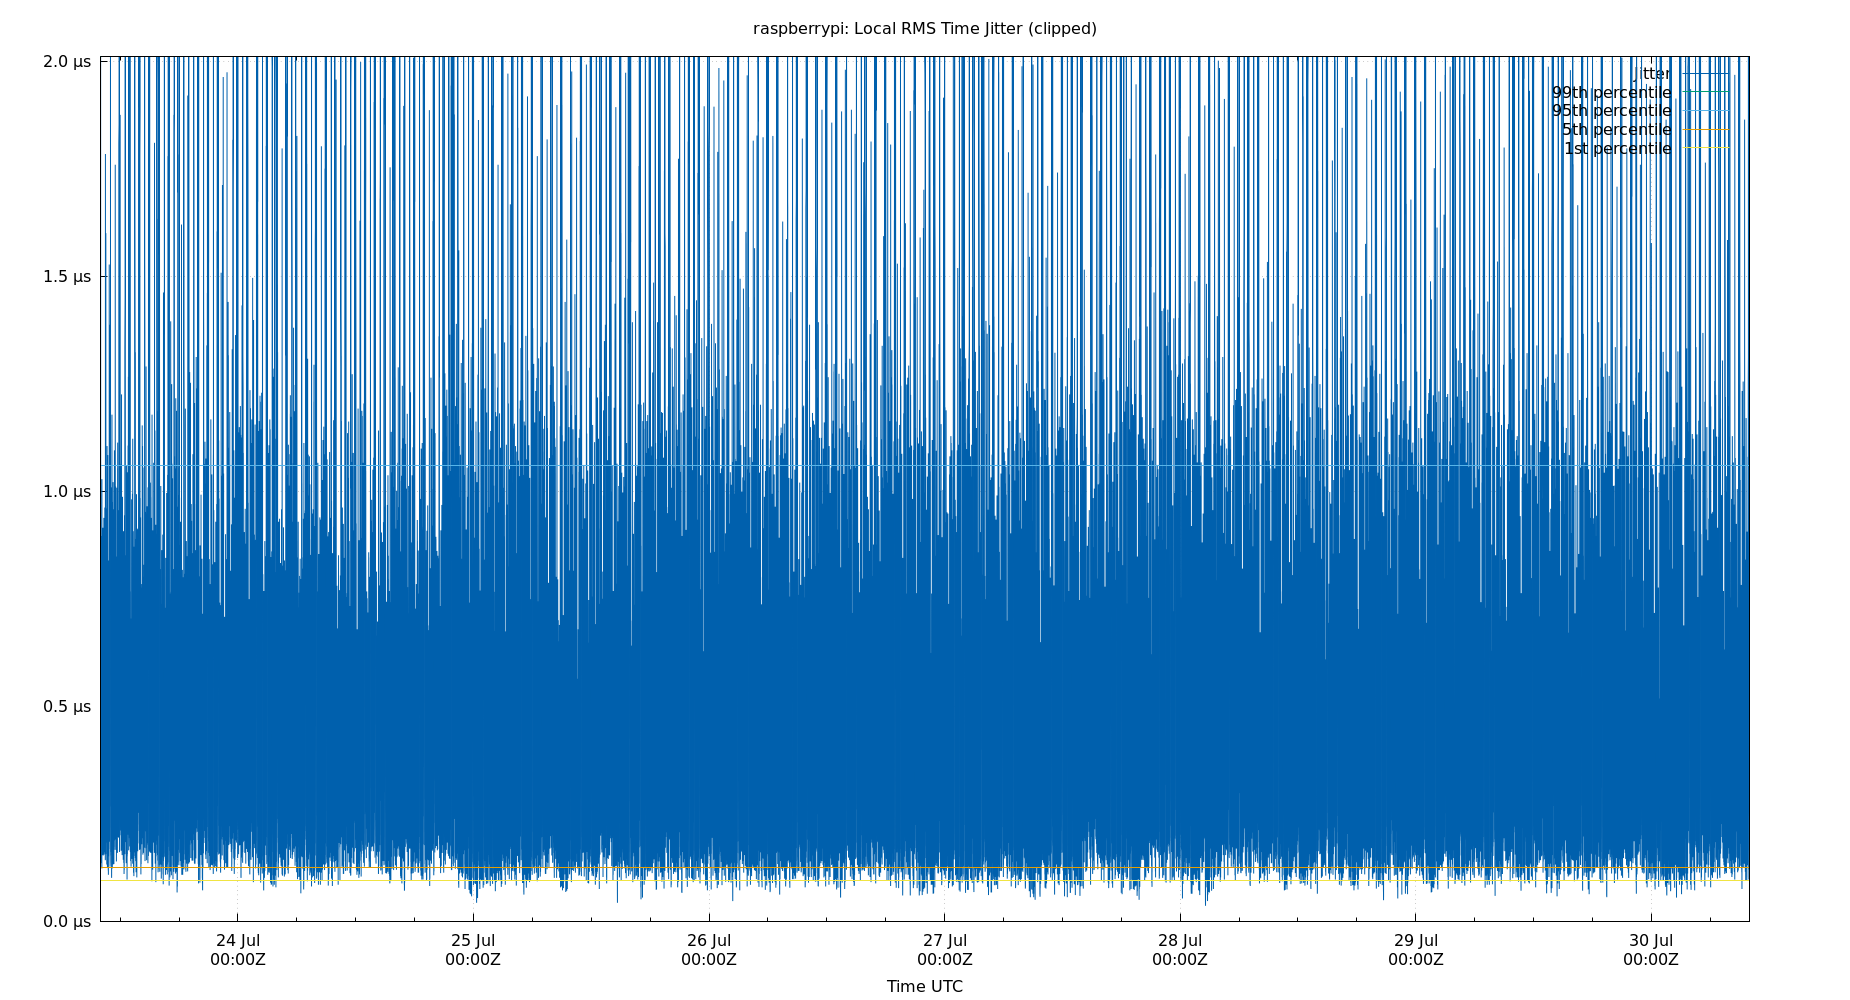 raspberrypi: Local RMS Time Jitter (clipped)
2.0 µs
1.5 µs
1.0 µs
0.5 µs
0.0 µs
jitter
99th percentile
95th percentile
5th percentile
1st percentile
24 Jul
00:00Z
25 Jul
00:00Z
26 Jul
00:00Z
27 Jul
00:00Z
28 Jul
00:00Z
29 Jul
00:00Z
30 Jul
00:00Z
Time UTC